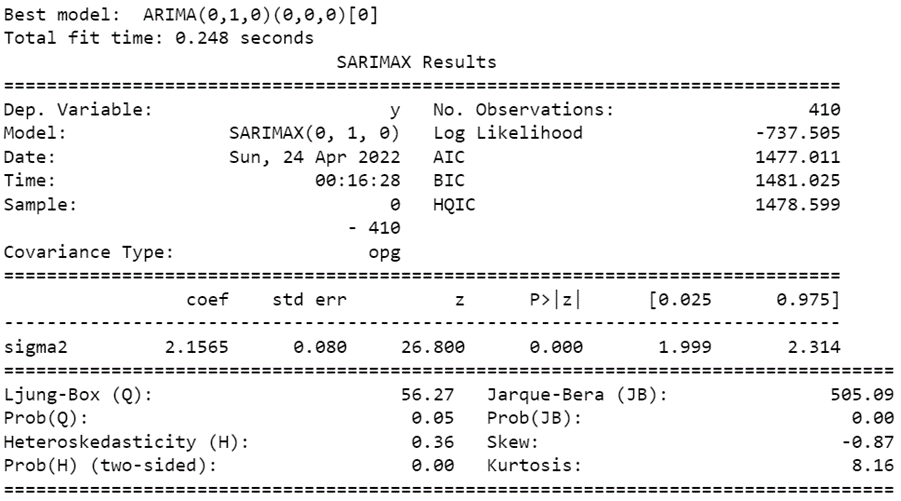 Best model:  ARIMA(0,1,0)(0,0,0)[0]
Total fit time: 0.248 seconds
                               SARIMAX Results
==============================================================================
Dep. Variable:                      y   No. Observations:                  410
Model:               SARIMAX(0, 1, 0)   Log Likelihood                -737.505
Date:                Sun, 24 Apr 2022   AIC                           1477.011
Time:                        00:16:28   BIC                           1481.025
Sample:                             0   HQIC                          1478.599
                                - 410
Covariance Type:                  opg
==============================================================================
                 coef    std err          z      P>|z|      [0.025      0.975]
------------------------------------------------------------------------------
sigma2         2.1565      0.080     26.800      0.000       1.999       2.314
===================================================================================
Ljung-Box (Q):                       56.27   Jarque-Bera (JB):               505.09
Prob(Q):                              0.05   Prob(JB):                         0.00
Heteroskedasticity (H):               0.36   Skew:                            -0.87
Prob(H) (two-sided):                  0.00   Kurtosis:                         8.16
===================================================================================